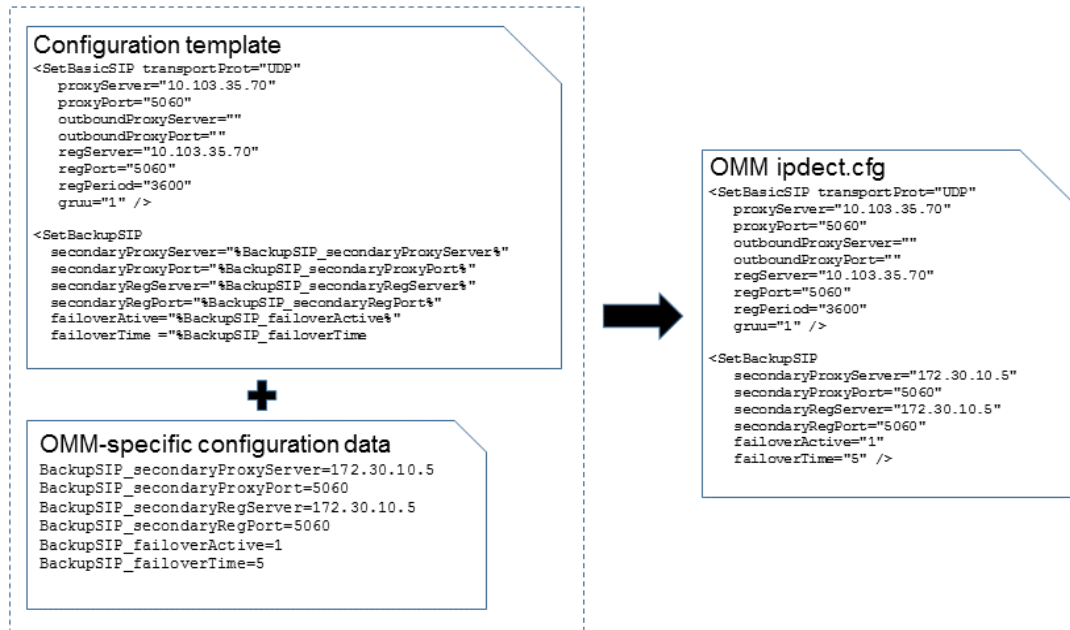 Configuration template
<SetBasicSIP transportProt="UDP"
proxyServer="10.103.35.70"
proxyPort="5060"
outboundProxyServer=""
outboundProxyPort=""
regServer="10.103.35.70"
regPort="5060"
regPeriod="3600"
gruu="1" />
<SetBackupSIP
secondaryProxyServer="%BackupSIP_secondaryProxyServer%"
secondaryProxyPort="%BackupSIP_secondaryProxyPort%"
secondaryRegServer="%BackupSIP_secondaryRegServer%"
secondaryRegPort="%BackupSIP_secondaryRegPort%"
failoverAtive="%BackupSIP_failoverActive%"
failoverTime ="%BackupSIP_failoverTime
OMM-specific configuration data
BackupSIP_secondaryProxyServer=172.30.10.5
BackupSIP_secondaryProxyPort=5060
BackupSIP_secondaryRegServer=172.30.10.5
BackupSIP_secondaryRegPort=5060
BackupSIP_failoverActive=1
BackupSIP_failoverTime=5
OMM ipdect.cfg
<SetBasicSIP transportProt="UDP"
proxyServer="10.103.35.70"
proxyPort="5060"
outboundProxyServer=""
outboundProxyPort=""
regServer="10.103.35.70"
regPort="5060"
regPeriod="3600"
gruu="1" />
<SetBackupSIP
secondaryProxyServer="172.30.10.5"
secondaryProxyPort="5060"
secondaryRegServer="172.30.10.5"
secondaryRegPort="5060"
failoverActive="1"
failoverTime="5" />